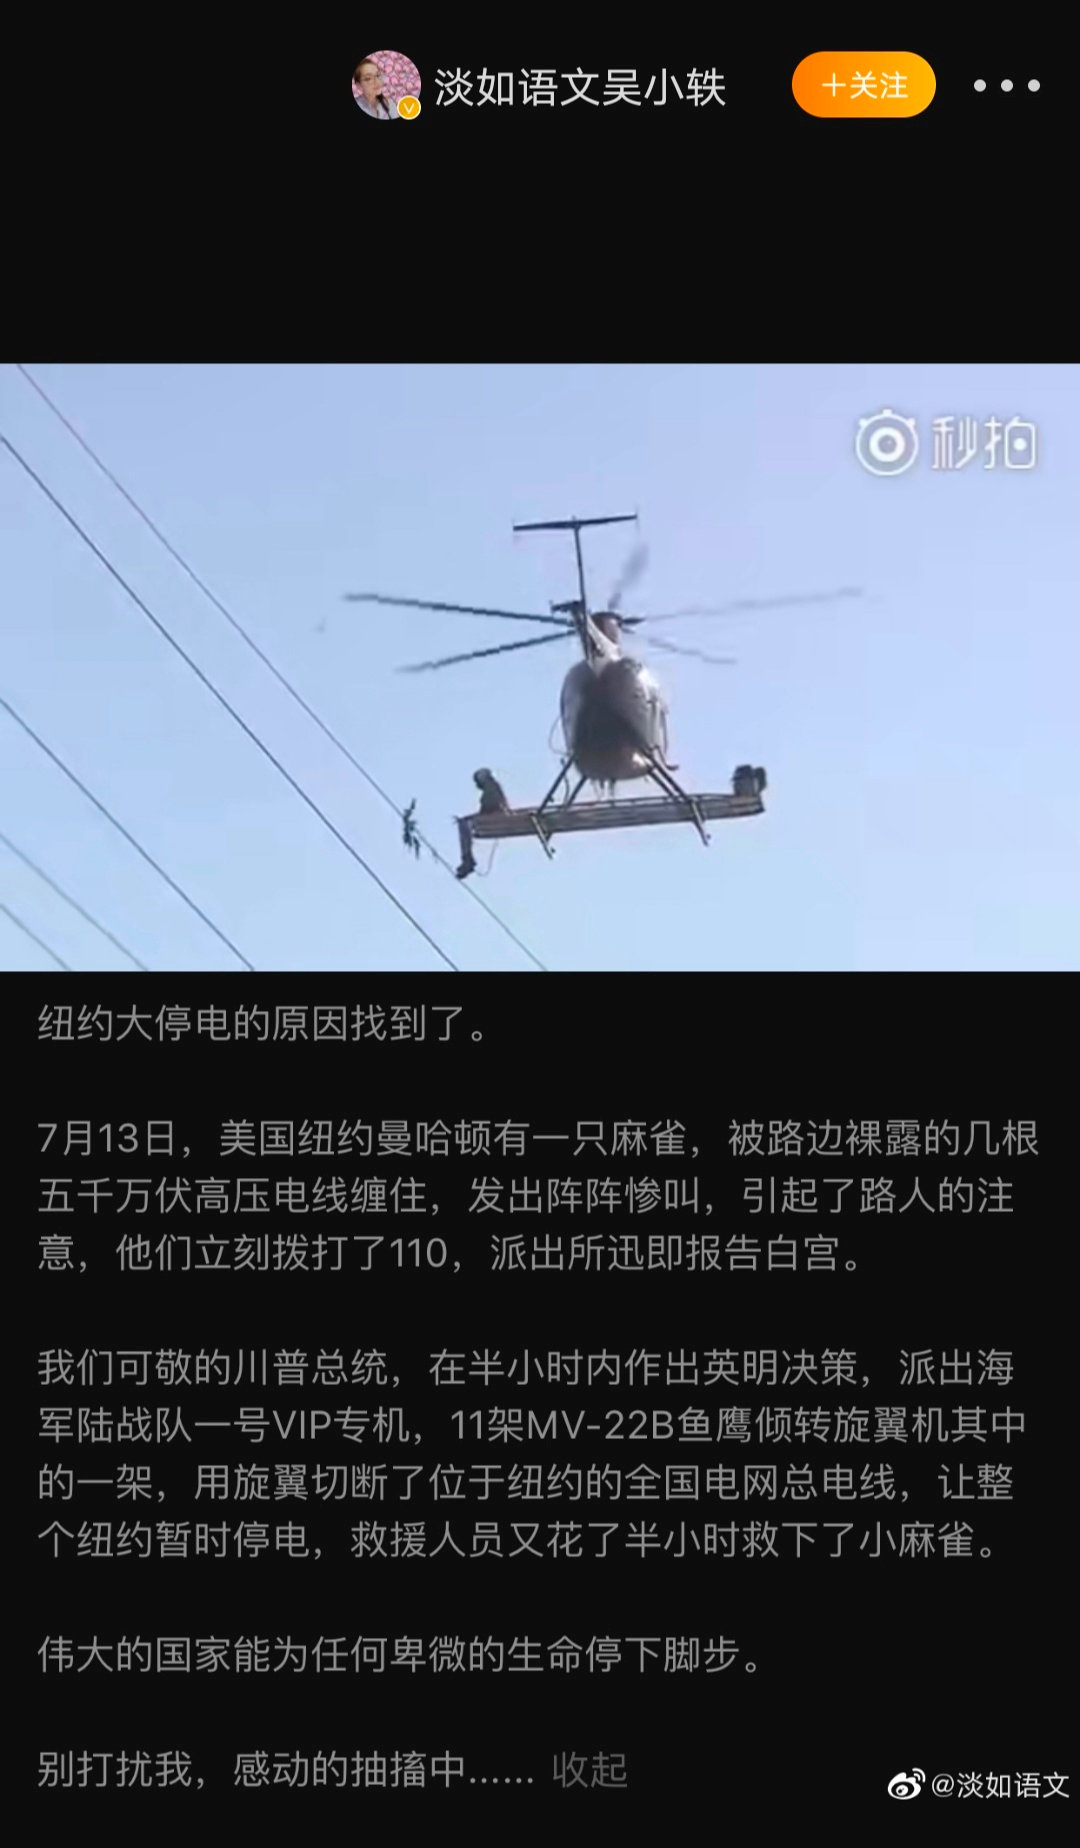 淡如语文吴小轶
+关注
秒拍
纽约大停电的原因找到了。
7月13日，美国纽约曼哈顿有一只麻雀，被路边裸露的几根
五千万伏高压电线缠住，发出阵阵惨叫，引起了路人的注
意，他们立刻拨打了110，派出所迅即报告白宫。
我们可敬的川普总统，在半小时内作出英明决策，派出海
军陆战队一号VIP专机，11架MV-22B鱼鹰倾转旋翼机其中
的一架，用旋翼切断了位于纽约的全国电网总电线，让整
个纽约暂时停电，救援人员又花了半小时救下了小麻雀。
伟大的国家能为任何卑微的生命停下脚步。
别打扰我，感动的抽搐中...... 收起
@淡如语文